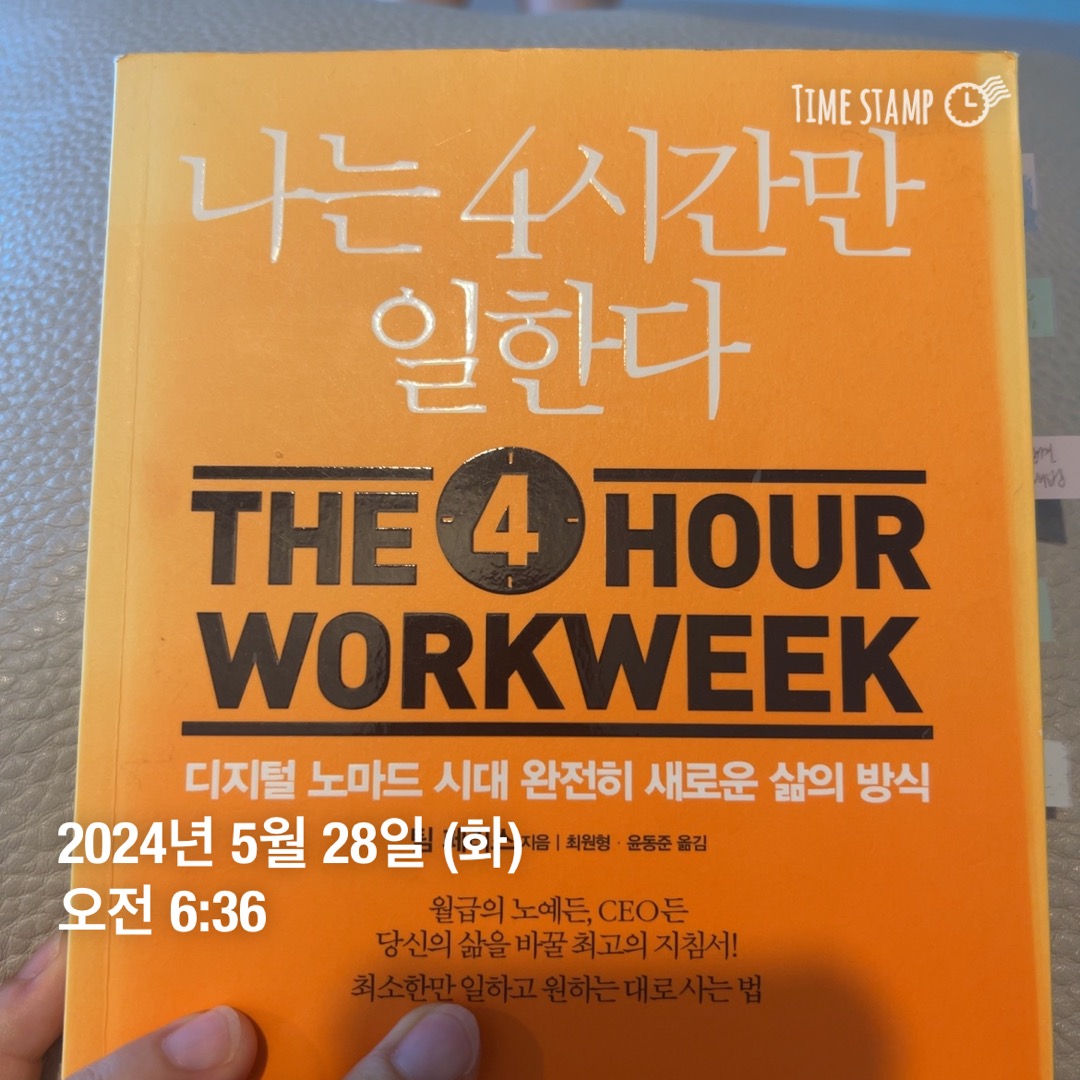 TIME STAMP
나는 4시간만
일한다
THE 4 HOUR
WORKWEEK
디지털 노마드 시대 완전히 새로운 삶의 방식
지음 | 최원형 · 윤동준 옮김
2024년 5월 28일 (화)
오전 6:36
월급의 노예든, CEO든
당신의 삶을 바꿀 최고의 지침서!
최소한만 일하고 원하는 대로 사는 법